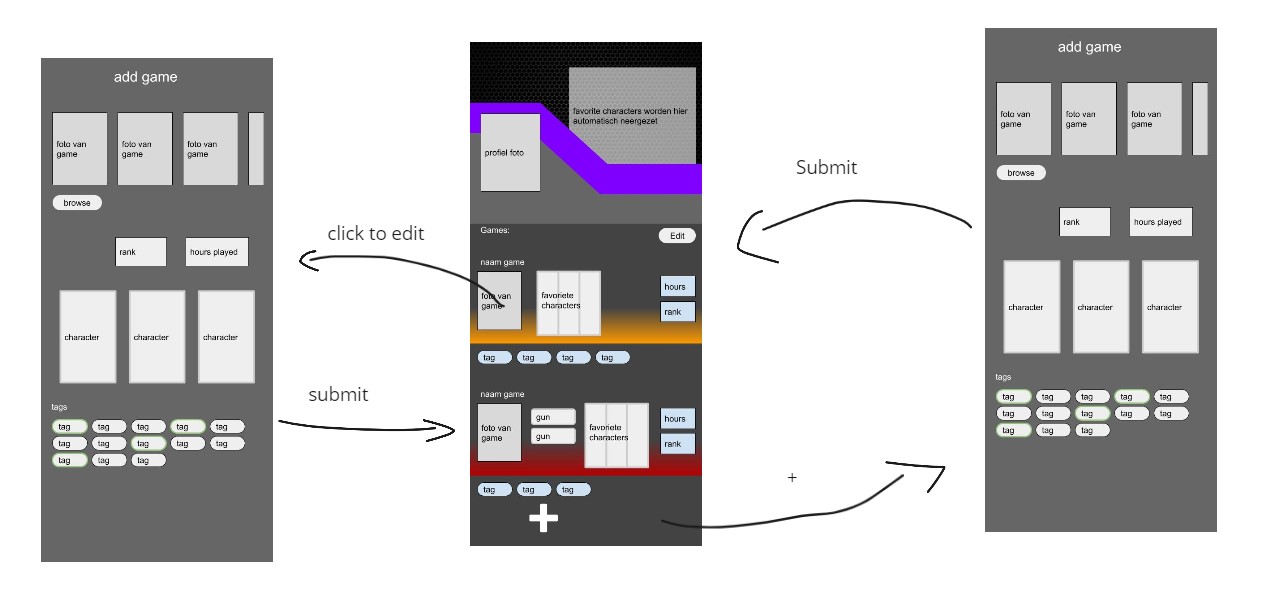 add game
foto van
game
foto van
game
foto van
game
browse
rank
hours played
character
character
character
tags
tag
tag
tag
tag
tag
tag
tag
tag
tag
tag
tag
tag
tag
click to edit
submit
favorite characters worden hier
automatisch neergezet
profiel foto
Games:
Edit
naam game
foto van
game
favoriete
characters
hours
rank
tag
tag
tag
tag
naam game
foto van
game
gun
gun
favoriete
characters
hours
rank
tag
tag
tag
+
Submit
+
add game
foto van
game
foto van
game
foto van
game
browse
rank
hours played
character
character
character
tags
tag
tag
tag
tag
tag
tag
tag
tag
tag
tag
tag
tag
tag